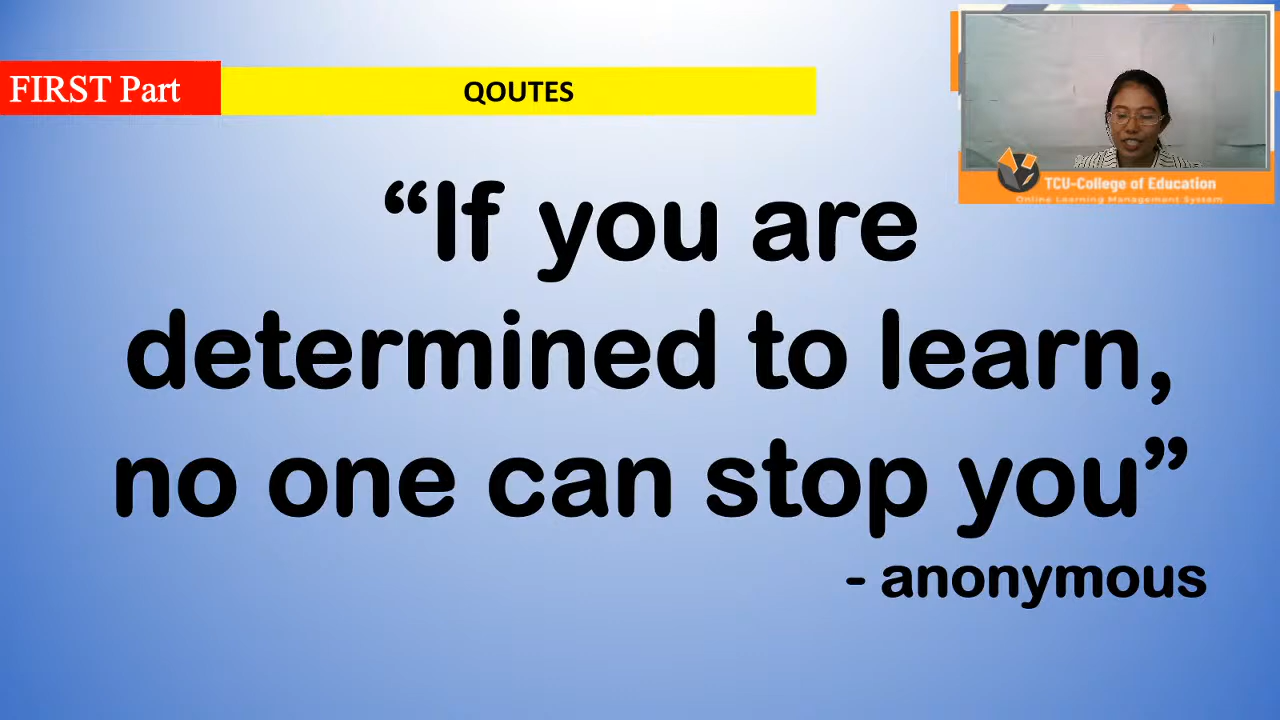 FIRST Part
QOUTES
“If you are
determined to learn,
no one can stop you”
- anonymous
TCU-College of Education
Online Learning Management System